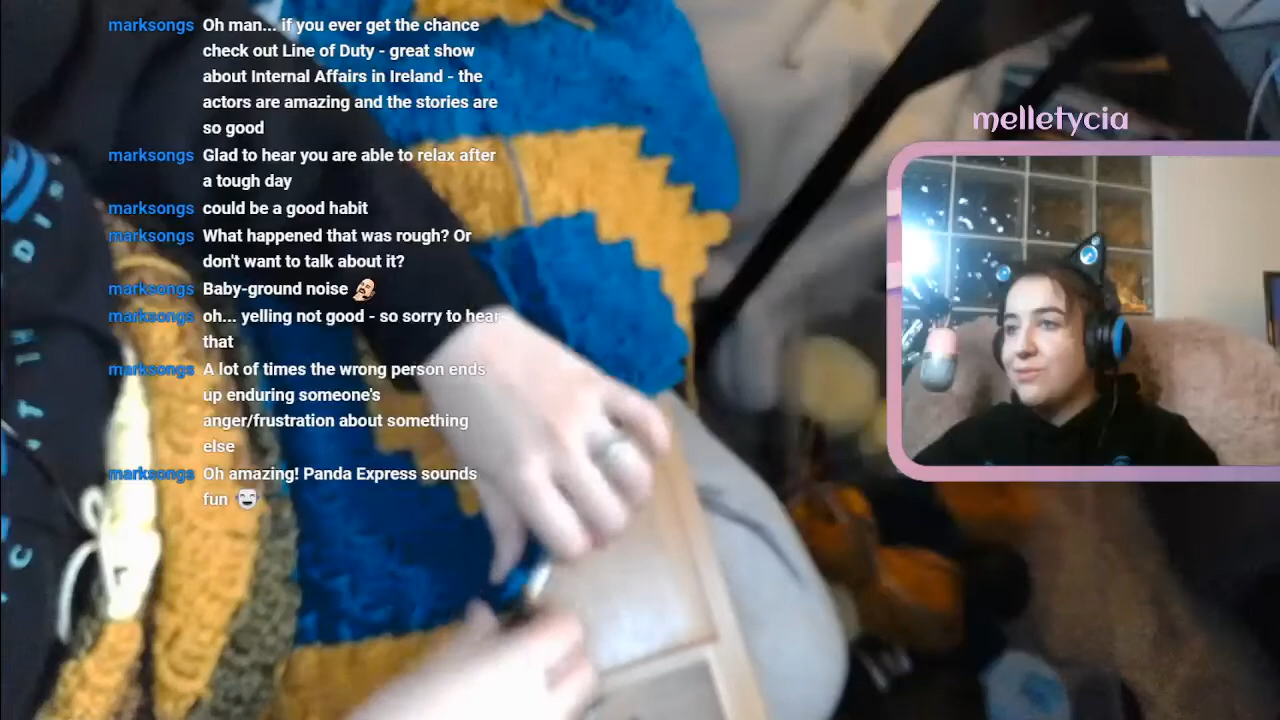 marksongs Oh man... if you ever get the chance
check out Line of Duty - great show
about Internal Affairs in Ireland - the
actors are amazing and the stories are
so good
marksongs Glad to hear you are able to relax after
a tough day
marksongs could be a good habit
marksongs What happened that was rough? Or
don't want to talk about it?
marksongs Baby-ground noise
marksongs oh... yelling not good - so sorry to hear
that
marksongs A lot of times the wrong person ends
up enduring someone's
anger/frustration about something
else
marksongs Oh amazing! Panda Express sounds
fun
melletycia